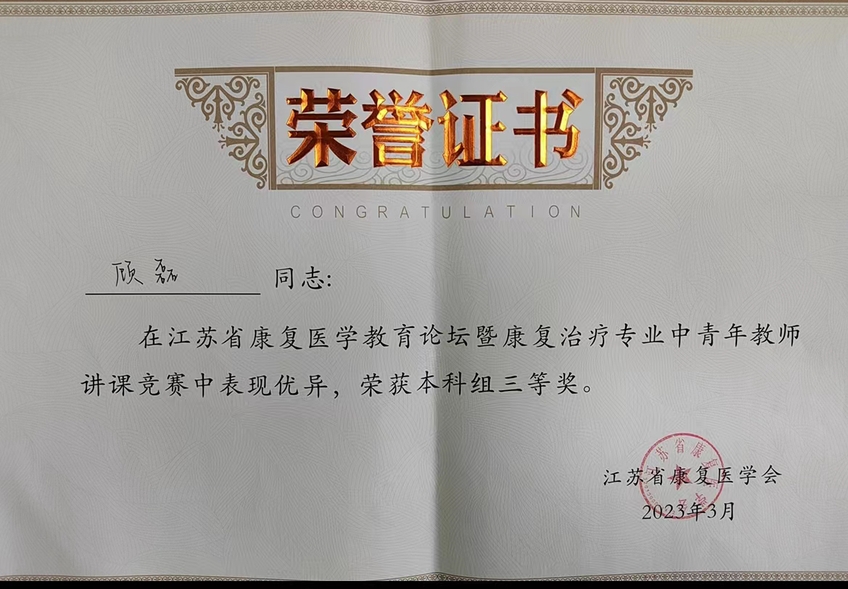 荣誉证书
CONGRATULATION
顾磊 同志:
在江苏省康复医学教育论坛暨康复治疗专业中青年教师
讲课竞赛中表现优异，荣获本科组三等奖。
江苏省康复医学会
2023年3月